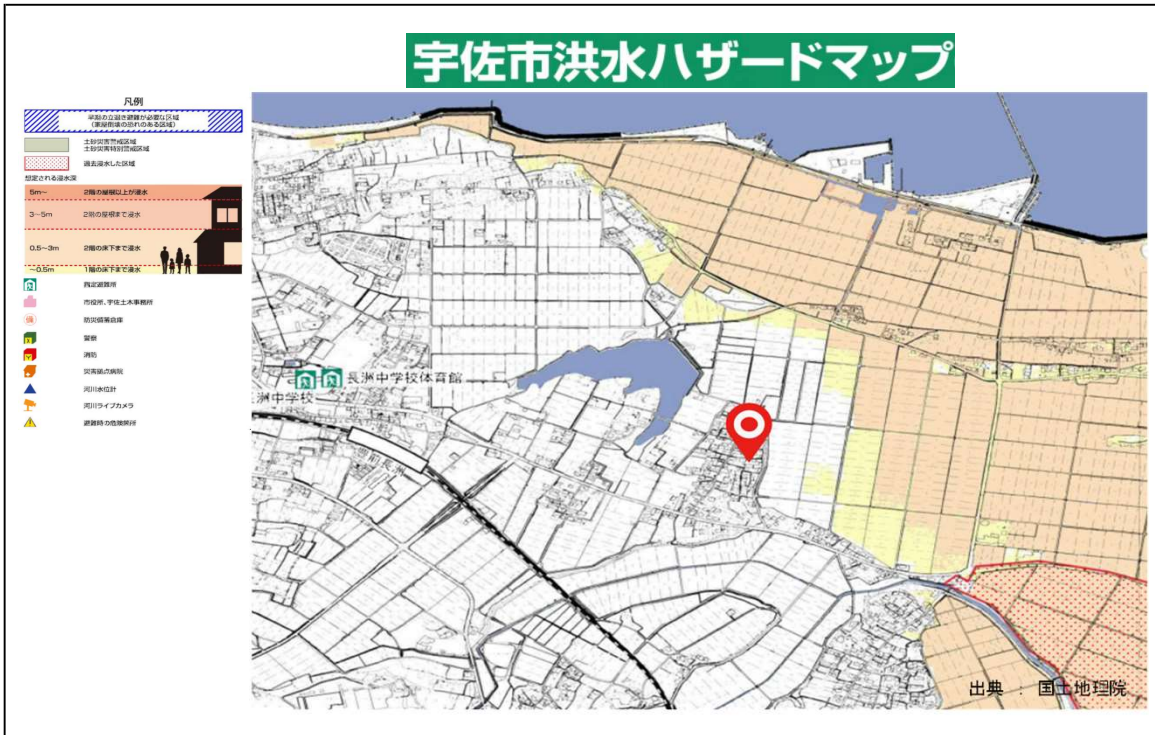 宇佐市洪水ハザードマップ
凡例
早期の立退き避難が必要な区域
（家屋倒壊の恐れのある区域）
土砂災害警戒区域
土砂災害特別警戒区域
過去浸水した区域
想定される浸水深
5m～ 2階の屋根以上が浸水
3～5m 2階の屋根まで浸水
0.5～3m 2階の床下まで浸水
～0.5m 1階の床下まで浸水
指定避難所
市役所、宇佐土木事務所
防災備蓄倉庫
警察
消防
災害拠点病院
河川水位計
河川ライブカメラ
避難時の危険箇所
長洲中学校体育館
洲中学校
豊前長洲
出典 : 国土地理院